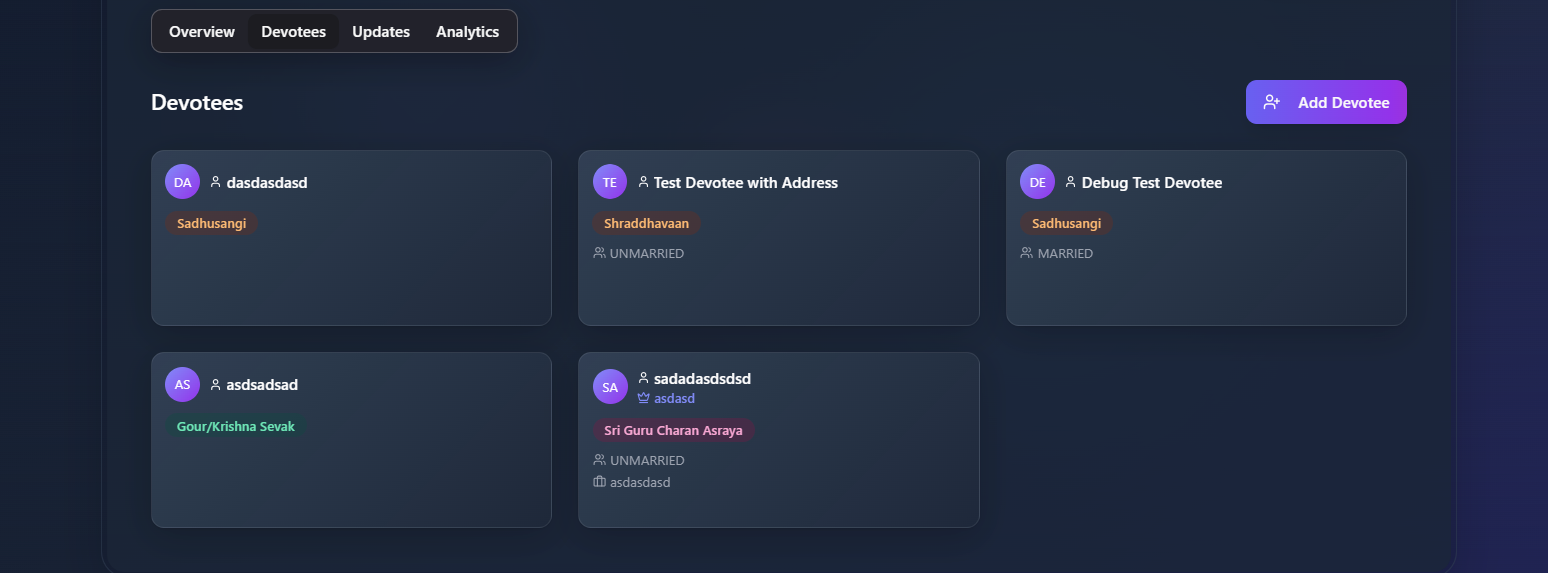 Overview Devotees Updates Analytics
Devotees
Add Devotee
DA dasdasdasd
Sadhusangi
TE Test Devotee with Address
Shraddhavaan
UNMARRIED
DE Debug Test Devotee
Sadhusangi
MARRIED
AS asdsadsad
Gour/Krishna Sevak
SA sadadasdsdsd
asdasd
Sri Guru Charan Asraya
UNMARRIED
asdasdasd